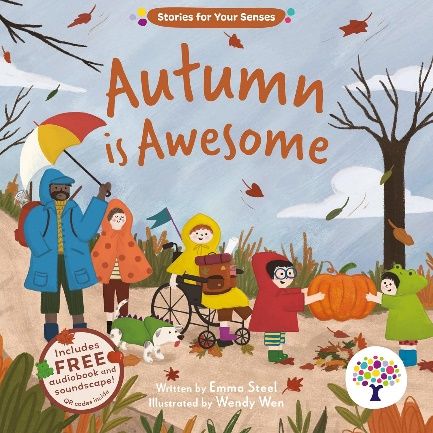 Stories for Your Senses
Autumn
is Awesome
Includes
FREE
audiobook and
soundscape!
QR codes inside
Written by Emma Steel
Illustrated by Wendy Wen